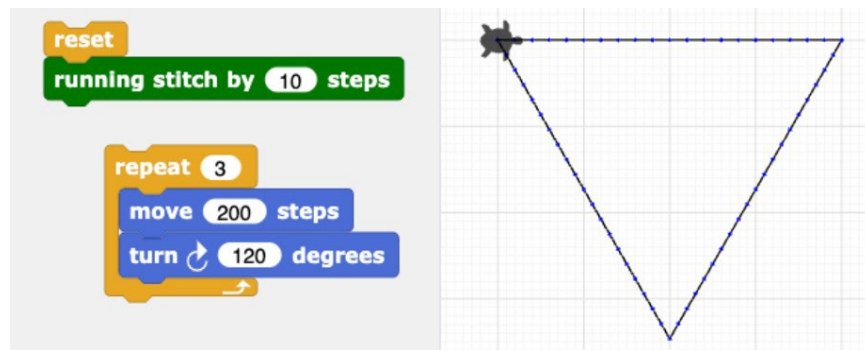 reset
running stitch by 10 steps
repeat 3
move 200 steps
turn 120 degrees